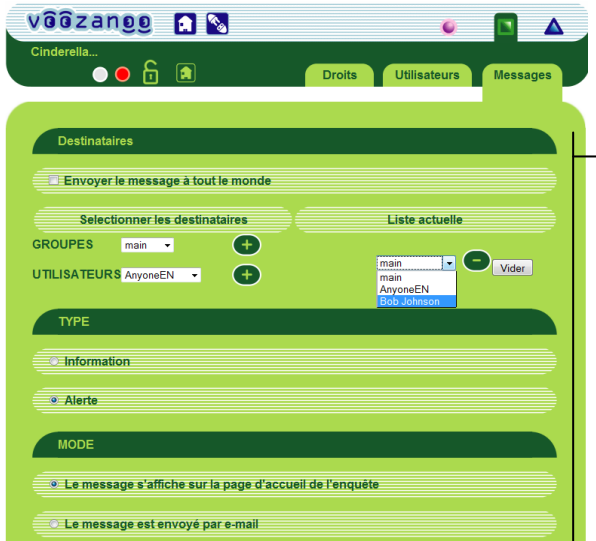 vooZangg
Cinderella...
Droits Utilisateurs Messages
Destinataires
Envoyer le message à tout le monde
Selectionner les destinataires Liste actuelle
GROUPES main
UTILISATEURS AnyoneEN
main Vider
main
AnyoneEN
Bob Johnson
TYPE
Information
Alerte
MODE
Le message s'affiche sur la page d'accueil de l'enquête
Le message est envoyé par e-mail